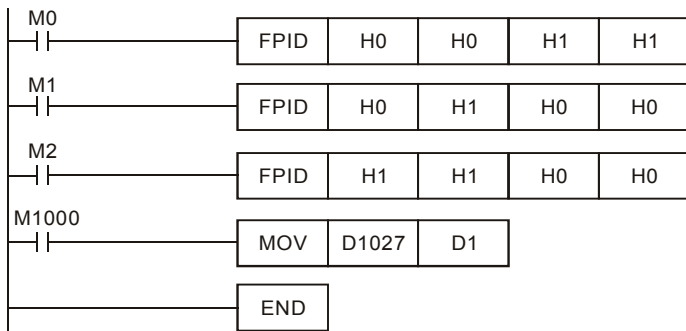 M0
FPID H0 H0 H1 H1
M1
FPID H0 H1 H0 H0
M2
FPID H1 H1 H0 H0
M1000
MOV D1027 D1
END